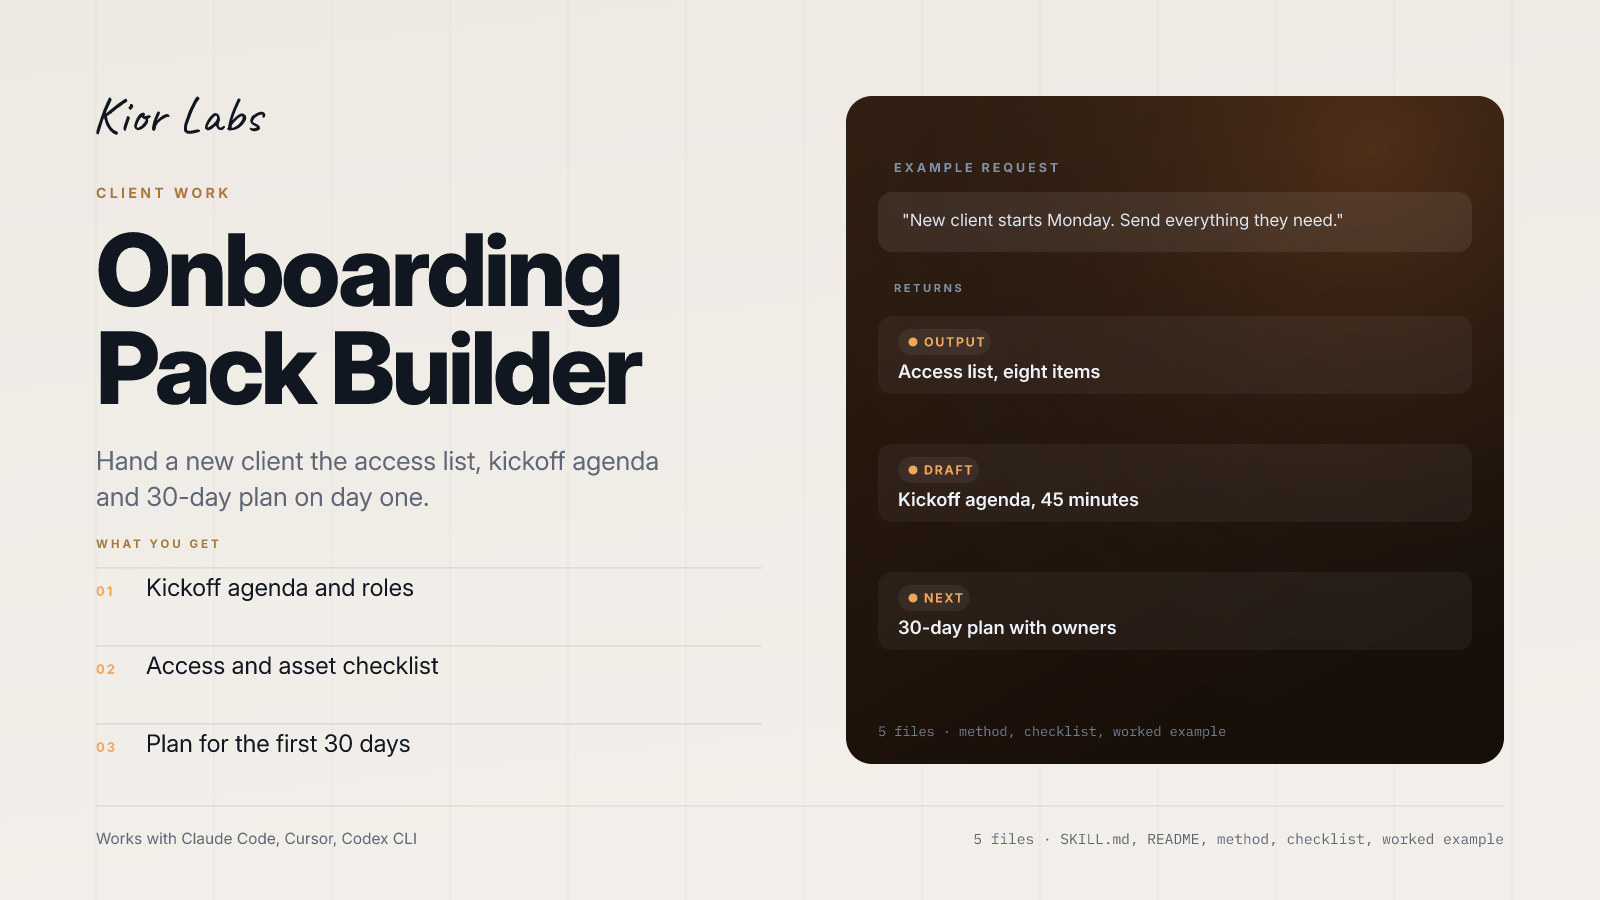 Kior Labs
CLIENT WORK
Onboarding
Pack Builder
Hand a new client the access list, kickoff agenda
and 30-day plan on day one.
WHAT YOU GET
01 Kickoff agenda and roles
02 Access and asset checklist
03 Plan for the first 30 days
EXAMPLE REQUEST
"New client starts Monday. Send everything they need."
RETURNS
OUTPUT
Access list, eight items
DRAFT
Kickoff agenda, 45 minutes
NEXT
30-day plan with owners
5 files · method, checklist, worked example
Works with Claude Code, Cursor, Codex CLI
5 files · SKILL.md, README, method, checklist, worked example